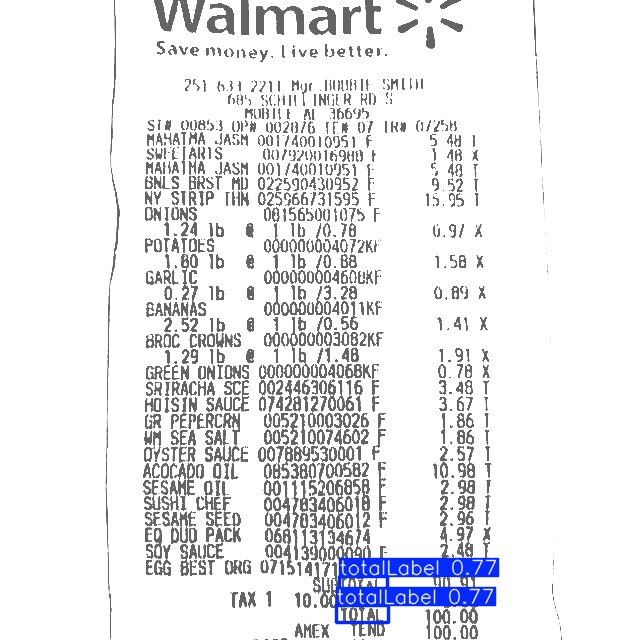 Walmart
Save money. Live better.
251 633 2211 Mgr. BOBBIE SMITH
685 SCHILLINGER RD S
MOBILE AL 36695
ST# 00853 OP# 002876 TE# 07 TR# 07258
MAHATMA JASM 001740010951 F 5.48 T
SWEETARTS 007920016980 F 1.48 X
MAHATMA JASM 001740010951 F 5.48 T
BNLS BRST MD 022590430952 F 9.52 T
NY STRIP THN 025966731595 F 15.95 T
ONIONS 081565001075 F
1.24 lb @ 1 lb /0.78 0.97 X
POTATOES 000000004072KF
1.80 lb @ 1 lb /0.88 1.58 X
GARLIC 000000004608KF
0.27 lb @ 1 lb /3.28 0.89 X
BANANAS 000000004011KF
2.52 lb @ 1 lb /0.56 1.41 X
BROC CROWNS 000000003082KF
1.29 lb @ 1 lb /1.48 1.91 X
GREEN ONIONS 000000004068KF 0.78 X
SRIRACHA SCE 002446306116 F 3.48 T
HOISIN SAUCE 074281270061 F 3.67 T
GR PEPERCRN 005210003026 F 1.86 T
WM SEA SALT 005210074602 F 1.86 T
OYSTER SAUCE 007889530001 F 2.57 T
ACOCADO OIL 085380700582 F 10.98 T
SESAME OIL 001115206858 F 2.98 T
SUSHI CHEF 004783406018 F 2.98 T
SESAME SEED 004783406012 F 2.96 T
EQ DUO PACK 068113134674 4.97 X
SOY SAUCE 004139000090 F 2.48 T
EGG BEST ORG 071514171
totalLabel 0.77
SUBTOTAL 90.91
totalLabel 0.77
TAX 1 10.00
TOTAL 100.00
AMEX TEND 100.00